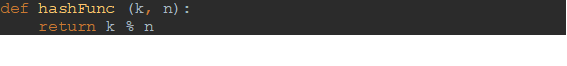 def hashFunc (k, n):
    return k % n